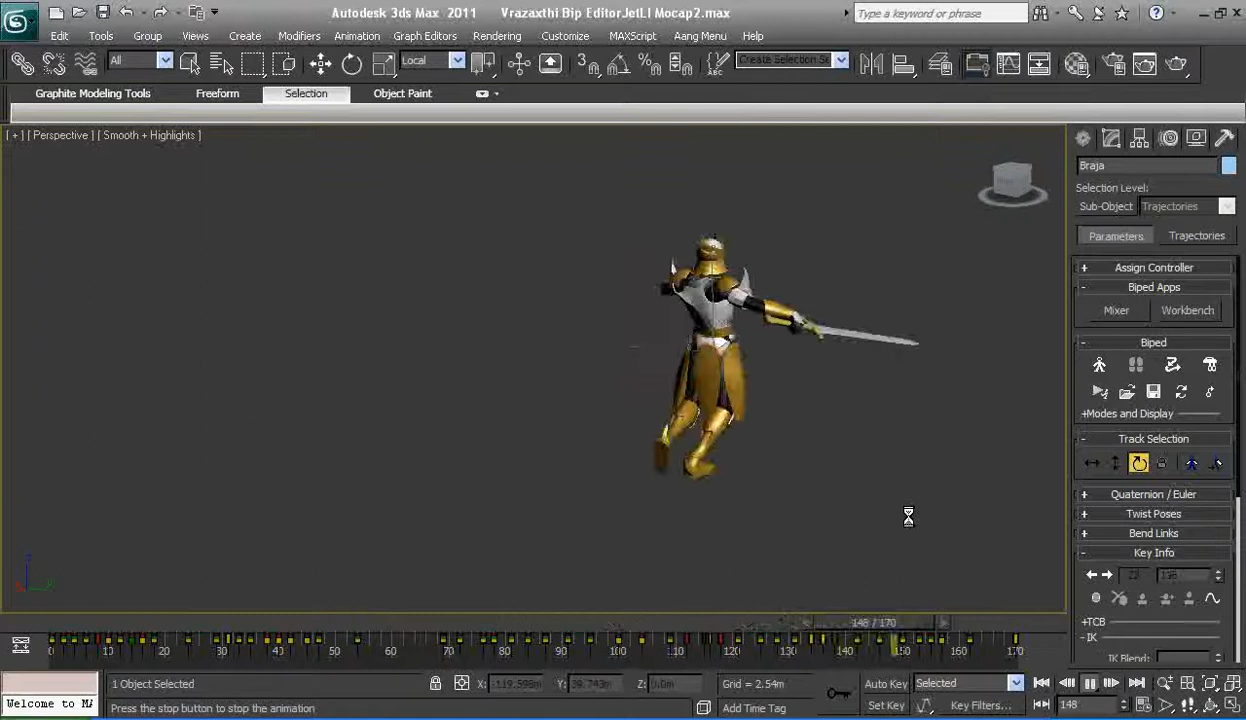 Autodesk 3ds Max 2011 Vrazaxthi Bip EditorJetLI Mocap2.max
Type a keyword or phrase
Edit Tools Group Views Create Modifiers Animation Graph Editors Rendering Customize MAXScript Aang Menu Help
All Local Create Selection Se
Graphite Modeling Tools Freeform Selection Object Paint
[ + ] [ Perspective ] [ Smooth + Highlights ]
Braja
Selection Level:
Sub-Object Trajectories
Parameters Trajectories
+ Assign Controller
- Biped Apps
Mixer Workbench
- Biped
+Modes and Display
- Track Selection
+ Quaternion / Euler
+ Twist Poses
+ Bend Links
- Key Info
+TCB
- IK
IK Blend:
148 / 170
0 10 20 30 40 50 60 70 80 90 100 110 120 130 140 150 160 170
1 Object Selected X: -119.598m Y: 39.743m Z: 0.0m Grid = 2.54m Auto Key Selected
Welcome to MA Press the stop button to stop the animation Add Time Tag Set Key Key Filters... 148